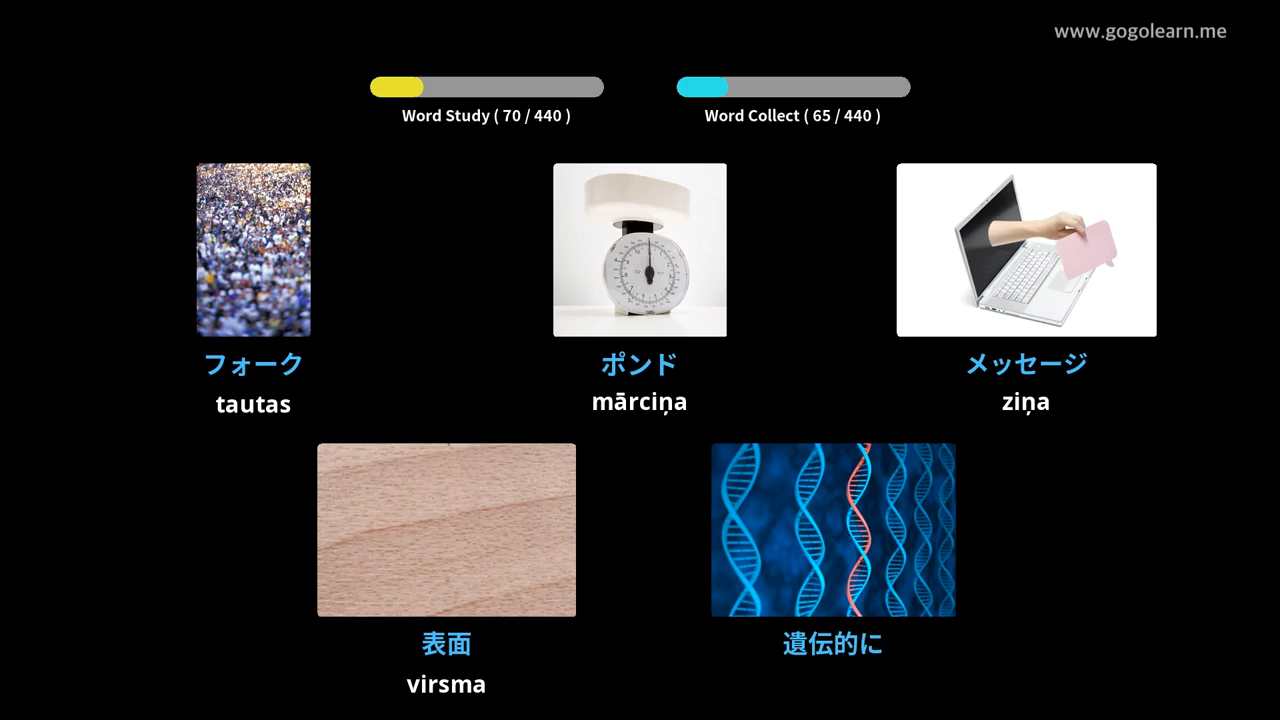 www.gogolearn.me
Word Study ( 70 / 440 )
Word Collect ( 65 / 440 )
フォーク
tautas
ポンド
mārciņa
メッセージ
ziņa
表面
virsma
遺伝的に